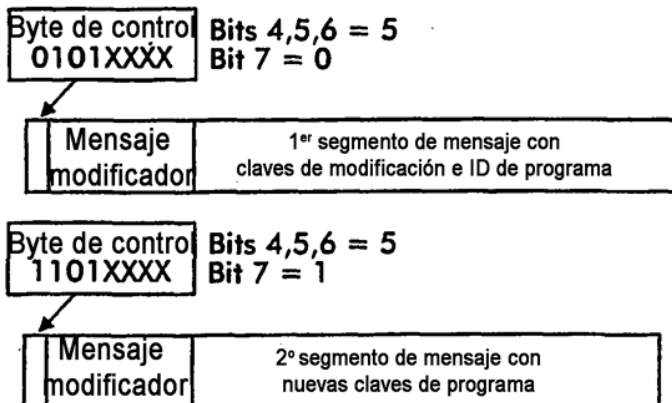 Byte de control Bits 4,5,6 = 5
0101XXXX Bit 7 = 0
Mensaje modificador
1er segmento de mensaje con
claves de modificación e ID de programa
Byte de control Bits 4,5,6 = 5
1101XXXX Bit 7 = 1
Mensaje modificador
2º segmento de mensaje con
nuevas claves de programa